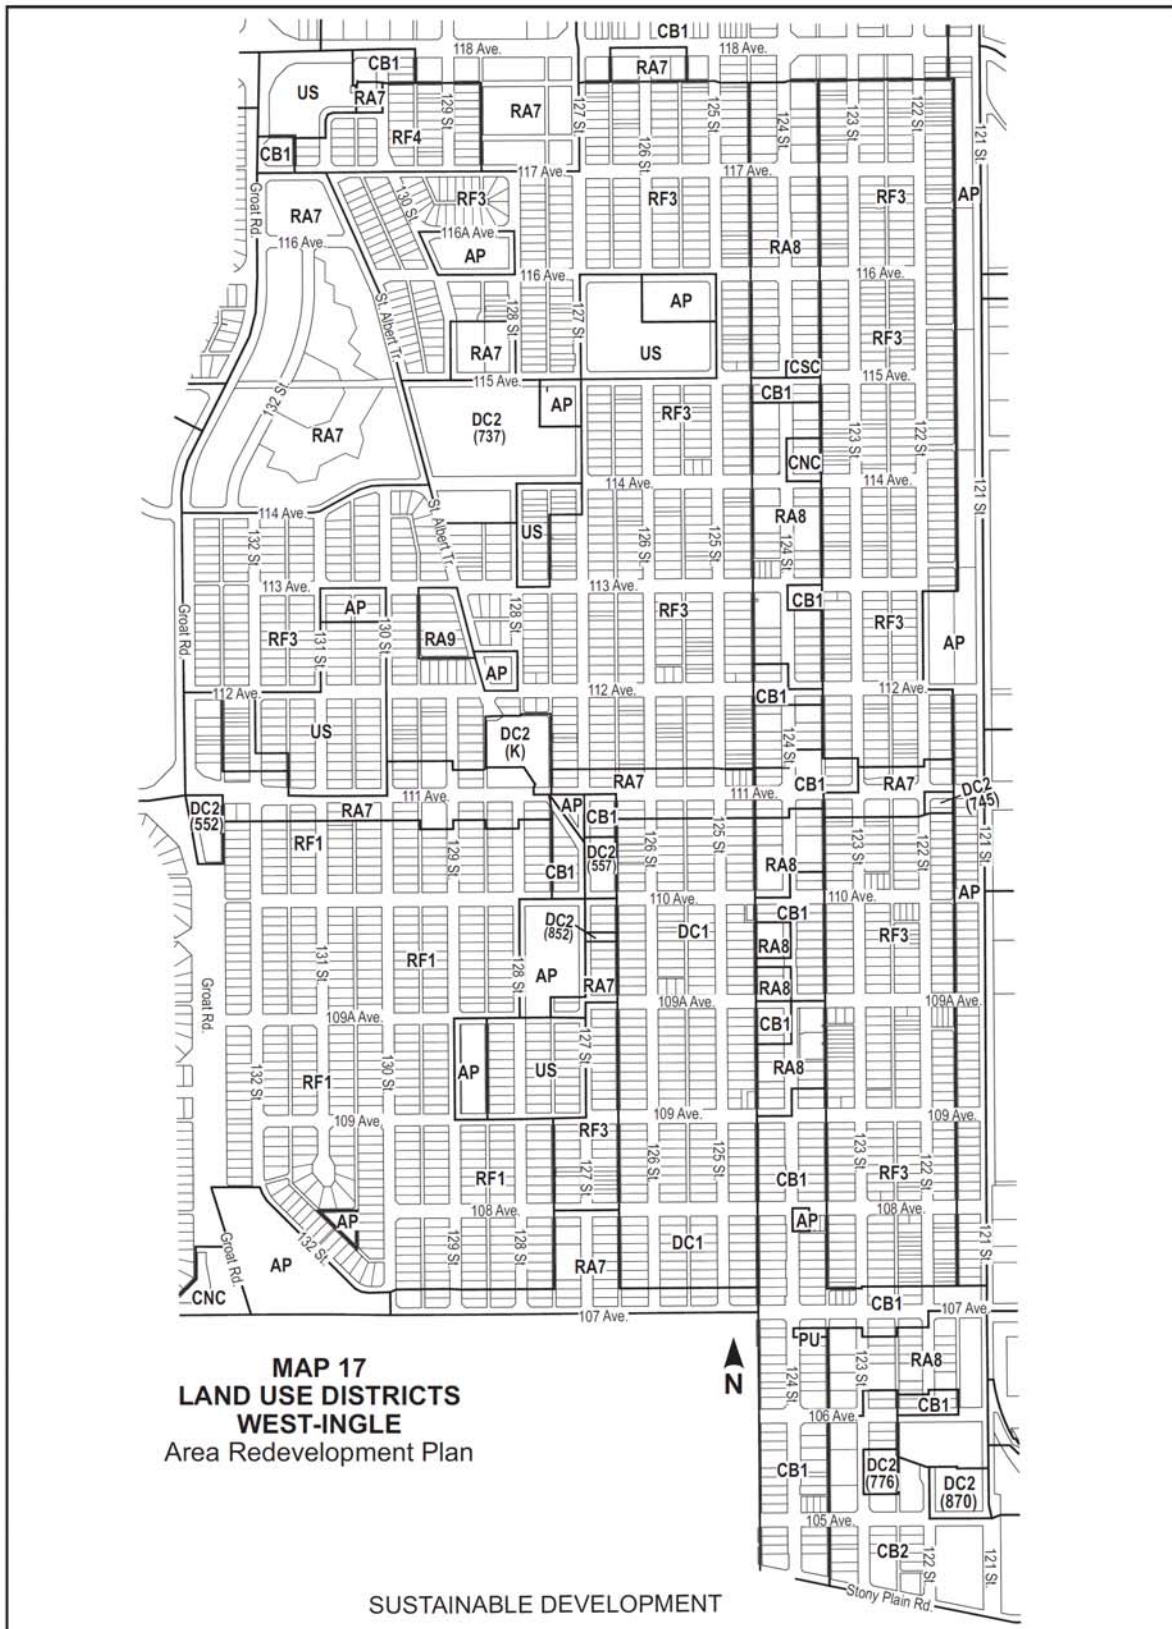 CB1
118 Ave.
118 Ave.
CB1
RA7
US
RA7
129 St.
RF4
RA7
127 St.
125 St.
124 St.
123 St.
122 St.
121 St.
126 St.
CB1
117 Ave.
117 Ave.
Groat Rd.
RA7
130 St.
RF3
RF3
RF3
AP
116A Ave.
AP
116 Ave.
RA8
116 Ave.
116 Ave.
St. Albert Tr.
128 St.
127 St.
AP
RA7
US
RF3
CSC
115 Ave.
115 Ave.
132 St.
CB1
AP
RF3
DC2
(737)
RA7
123 St.
122 St.
CNC
114 Ave.
114 Ave.
121 St.
St. Albert Tr.
114 Ave.
RA8
US
132 St.
126 St.
125 St.
124 St.
113 Ave.
113 Ave.
CB1
AP
128 St.
Groat Rd.
RF3
131 St.
130 St.
RA9
RF3
RF3
AP
AP
112 Ave.
112 Ave.
112 Ave.
CB1
US
DC2
(K)
124 St.
RA7
CB1
RA7
DC2
(745)
111 Ave.
111 Ave.
DC2
(552)
RA7
AP
CB1
RF1
129 St.
126 St.
125 St.
123 St.
122 St.
121 St.
DC2
(557)
RA8
CB1
110 Ave.
110 Ave.
AP
DC2
(852)
CB1
DC1
RF3
RA8
131 St.
RF1
128 St.
AP
RA7
RA8
Groat Rd.
109A Ave.
109A Ave.
109A Ave.
CB1
127 St.
132 St.
RF1
130 St.
AP
US
RA8
109 Ave.
109 Ave.
109 Ave.
RF3
126 St.
125 St.
123 St.
122 St.
RF1
127 St.
CB1
RF3
108 Ave.
108 Ave.
AP
AP
132 St.
129 St.
128 St.
DC1
121 St.
Groat Rd.
AP
RA7
CNC
CB1
107 Ave.
107 Ave.
PU
N
MAP 17
LAND USE DISTRICTS
WEST-INGLE
Area Redevelopment Plan
124 St.
123 St.
RA8
CB1
106 Ave.
CB1
DC2
(776)
DC2
(870)
105 Ave.
CB2
122 St.
121 St.
Stony Plain Rd.
SUSTAINABLE DEVELOPMENT